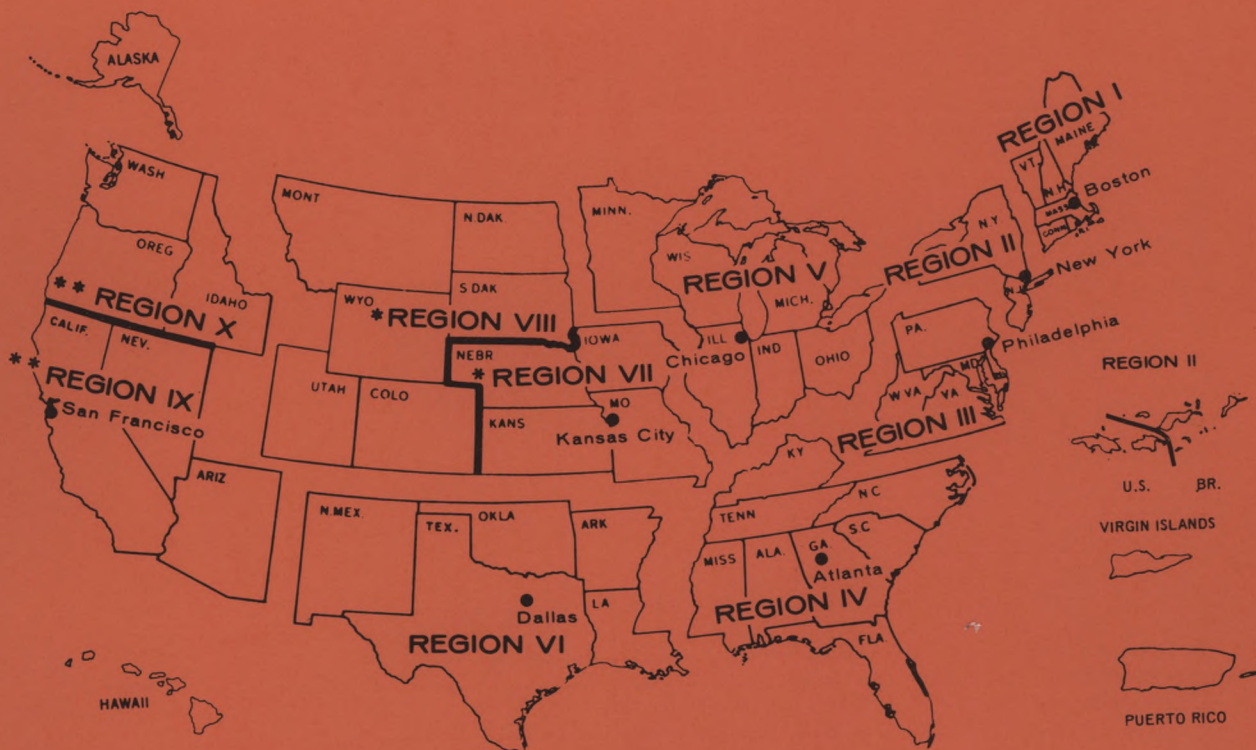 ALASKA
REGION I
MAINE
VT.
N.H.
MASS
Boston
CONN.
R.I.
WASH
MONT
N.DAK
MINN.
N.Y.
REGION II
New York
N.J.
OREG
WIS
REGION V
MICH.
S.DAK
** REGION X
IDAHO
WYO
*REGION VIII
CALIF.
NEV.
IOWA
ILL
Chicago
IND
OHIO
PA.
Philadelphia
NEBR
* REGION VII
** REGION IX
San Francisco
UTAH
COLO
KANS
MO
Kansas City
MD
W VA
VA
REGION III
REGION II
KY
ARIZ
N.MEX
TEX.
OKLA
ARK
TENN
N C
S.C
U.S.
BR.
VIRGIN ISLANDS
MISS
ALA.
GA
Atlanta
LA
Dallas
REGION IV
REGION VI
FLA.
HAWAII
PUERTO RICO